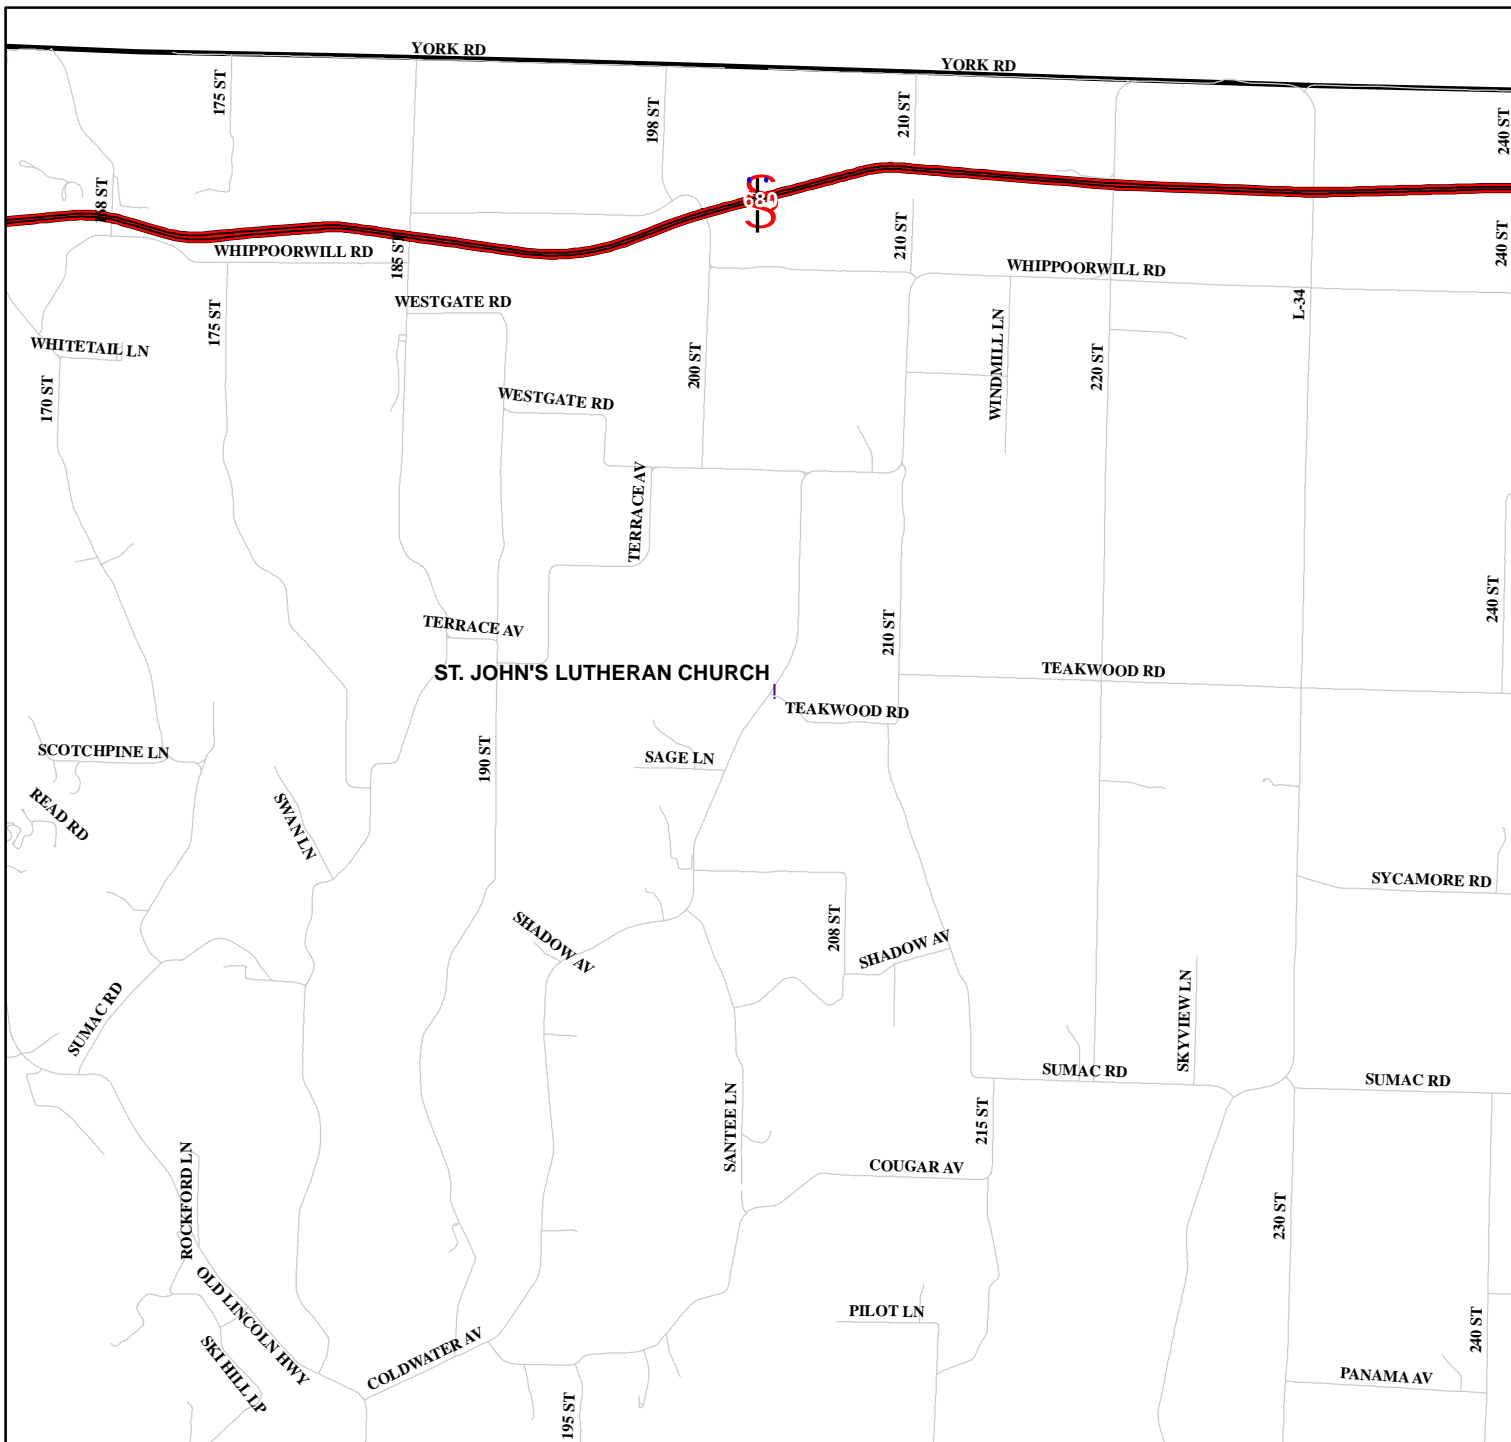 YORK RD
YORK RD
175 ST
198 ST
210 ST
240 ST
168 ST
680
S
S
WHIPPOORWILL RD
185 ST
210 ST
240 ST
WHIPPOORWILL RD
WESTGATE RD
L-34
175 ST
WHITETAIL LN
WINDMILL LN
200 ST
220 ST
170 ST
WESTGATE RD
TERRACE AV
240 ST
TERRACE AV
210 ST
ST. JOHN'S LUTHERAN CHURCH
!
TEAKWOOD RD
TEAKWOOD RD
SCOTCHPINE LN
190 ST
SAGE LN
READ RD
SWAN LN
SYCAMORE RD
SHADOW AV
208 ST
SHADOW AV
SUMAC RD
SKYVIEW LN
SUMAC RD
SUMAC RD
SANTEE LN
215 ST
COUGAR AV
ROCKFORD LN
230 ST
OLD LINCOLN HWY
PILOT LN
240 ST
SKI HILL LP
COLDWATER AV
PANAMA AV
195 ST